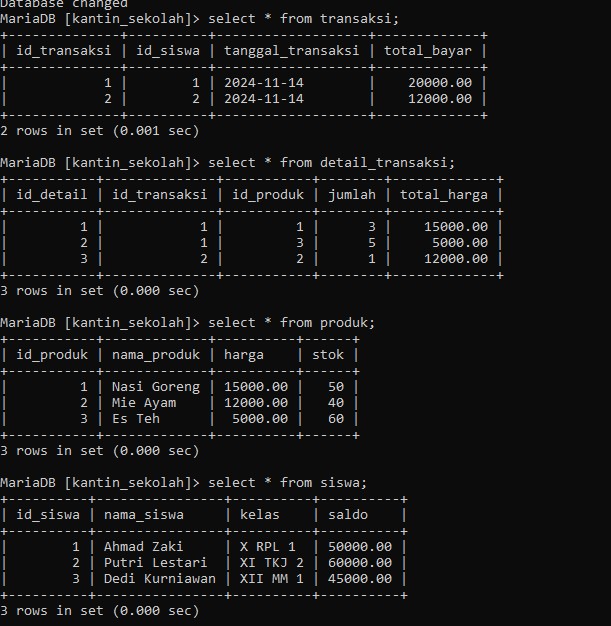 Database changed
MariaDB [kantin_sekolah]> select * from transaksi;
+--------------+----------+-------------------+-------------+
| id_transaksi | id_siswa | tanggal_transaksi | total_bayar |
+--------------+----------+-------------------+-------------+
|            1 |        1 | 2024-11-14        |    20000.00 |
|            2 |        2 | 2024-11-14        |    12000.00 |
+--------------+----------+-------------------+-------------+
2 rows in set (0.001 sec)
MariaDB [kantin_sekolah]> select * from detail_transaksi;
+-----------+--------------+-----------+--------+-------------+
| id_detail | id_transaksi | id_produk | jumlah | total_harga |
+-----------+--------------+-----------+--------+-------------+
|         1 |            1 |         1 |      3 |    15000.00 |
|         2 |            1 |         3 |      5 |     5000.00 |
|         3 |            2 |         2 |      1 |    12000.00 |
+-----------+--------------+-----------+--------+-------------+
3 rows in set (0.000 sec)
MariaDB [kantin_sekolah]> select * from produk;
+-----------+-------------+----------+------+
| id_produk | nama_produk | harga    | stok |
+-----------+-------------+----------+------+
|         1 | Nasi Goreng | 15000.00 |   50 |
|         2 | Mie Ayam    | 12000.00 |   40 |
|         3 | Es Teh      |  5000.00 |   60 |
+-----------+-------------+----------+------+
3 rows in set (0.000 sec)
MariaDB [kantin_sekolah]> select * from siswa;
+----------+----------------+----------+----------+
| id_siswa | nama_siswa     | kelas    | saldo    |
+----------+----------------+----------+----------+
|        1 | Ahmad Zaki     | X RPL 1  | 50000.00 |
|        2 | Putri Lestari  | XI TKJ 2 | 60000.00 |
|        3 | Dedi Kurniawan | XII MM 1 | 45000.00 |
+----------+----------------+----------+----------+
3 rows in set (0.000 sec)